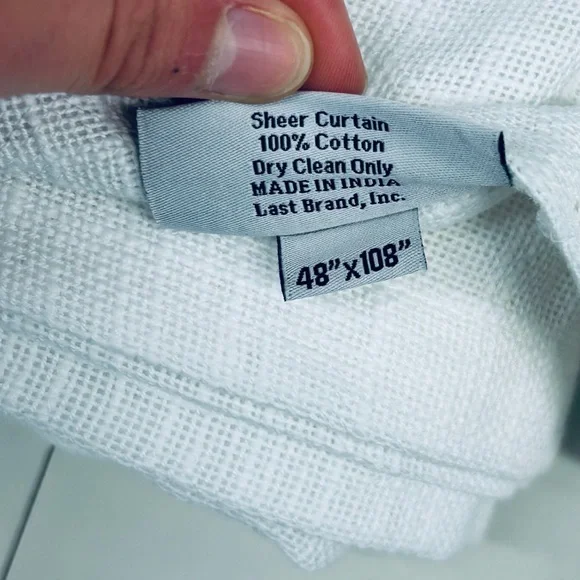 Sheer Curtain
100% Cotton
Dry Clean Only
MADE IN INDIA
Last Brand, Inc.
48”x108”